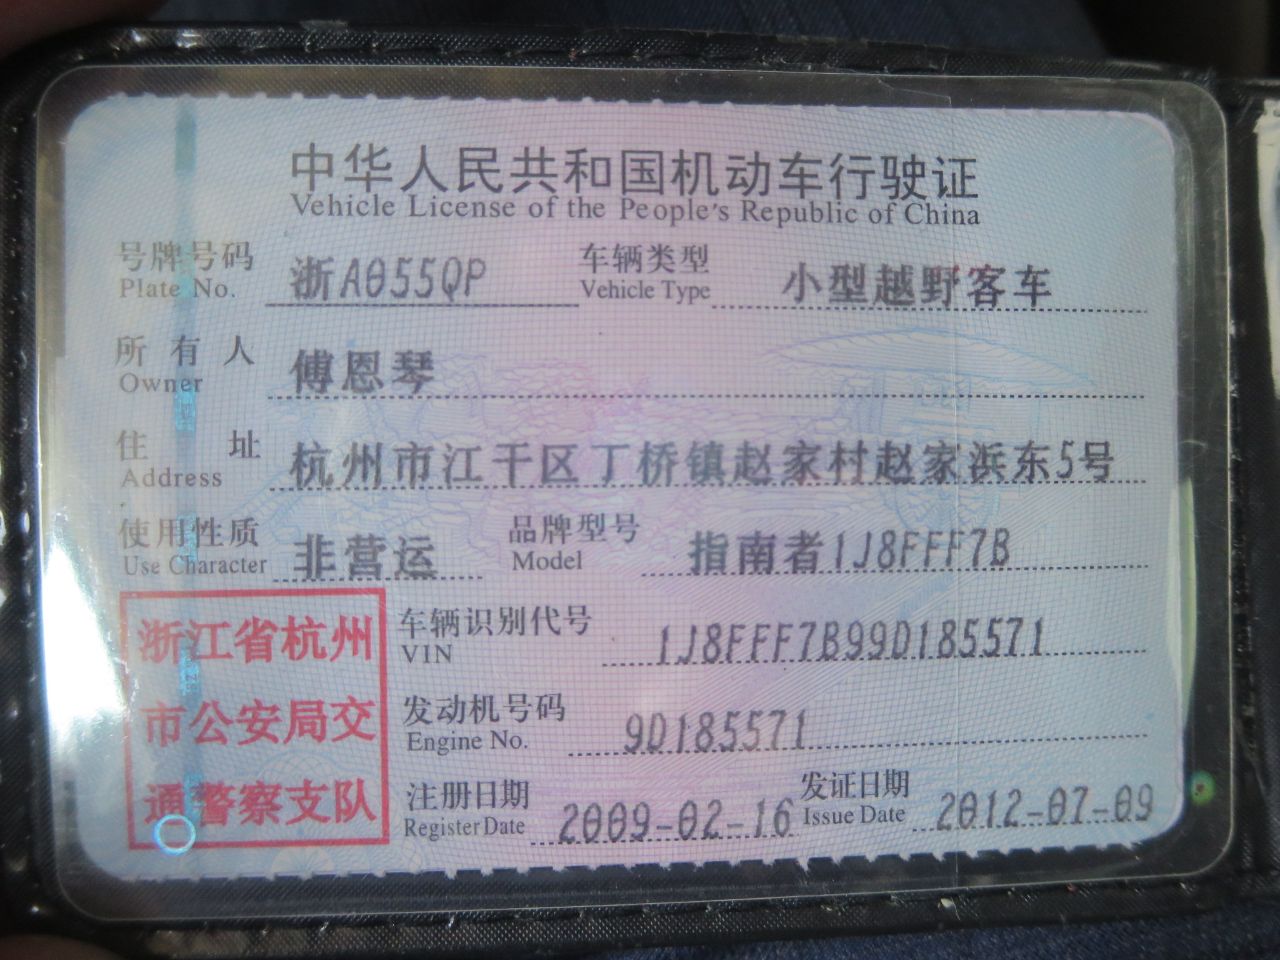 中华人民共和国机动车行驶证
Vehicle License of the People's Republic of China
号牌号码 浙A055QP 车辆类型 小型越野客车
Plate No. Vehicle Type
所有人 傅恩琴
Owner
住址 杭州市江干区丁桥镇赵家村赵家浜东5号
Address
使用性质 非营运 品牌型号 指南者1J8FFF7B
Use Character Model
浙江省杭州
市公安局交
通警察支队
车辆识别代号 1J8FFF7B99D185571
VIN
发动机号码 9D185571
Engine No.
注册日期 2009-02-16 发证日期 2012-07-09
Register Date Issue Date